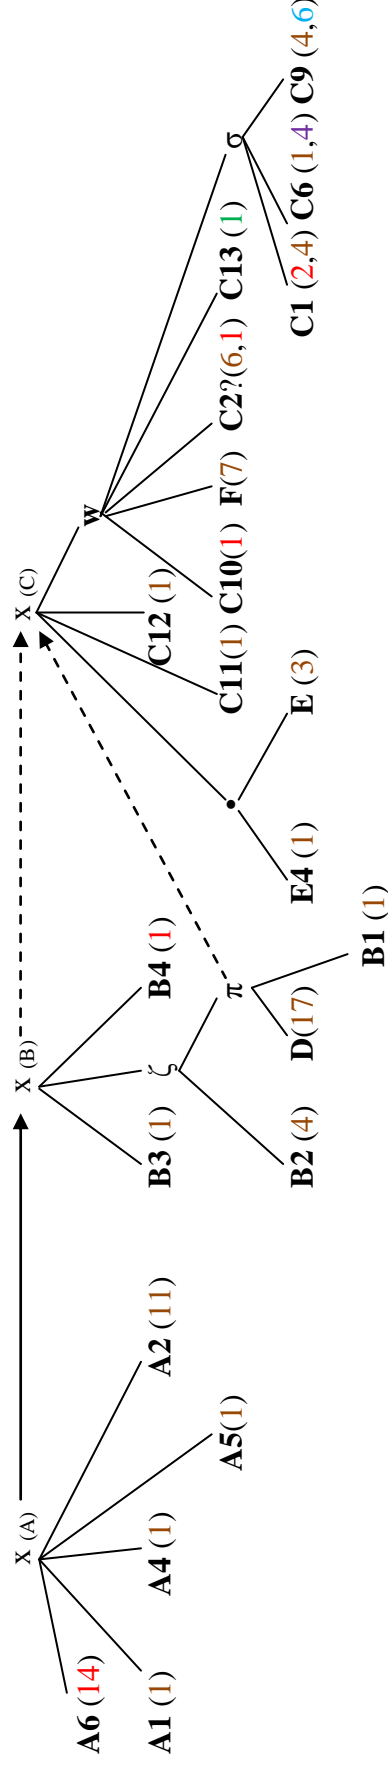 X (A)
X (B)
X (C)
A6 (14)
A1 (1)
A4 (1)
A5(1)
A2 (11)
B3 (1)
ζ
B4 (1)
B2 (4)
π
D(17)
B1 (1)
E4 (1)
E (3)
C11(1)
C12 (1)
w
C10(1)
F(7)
C2?(6,1)
C13 (1)
σ
C1 (2,4)
C6 (1,4)
C9 (4,6)